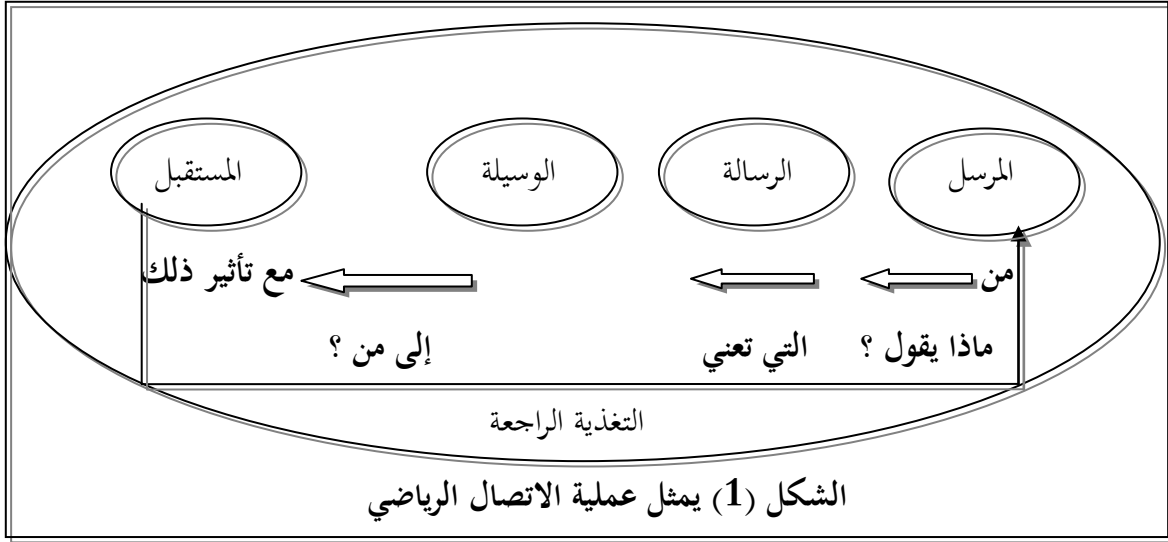 المرسل الرسالة الوسيلة المستقبل
من مع تأثير ذلك
ماذا يقول ؟ التي تعني إلى من ؟
التغذية الراجعة
الشكل (1) يمثل عملية الاتصال الرياضي